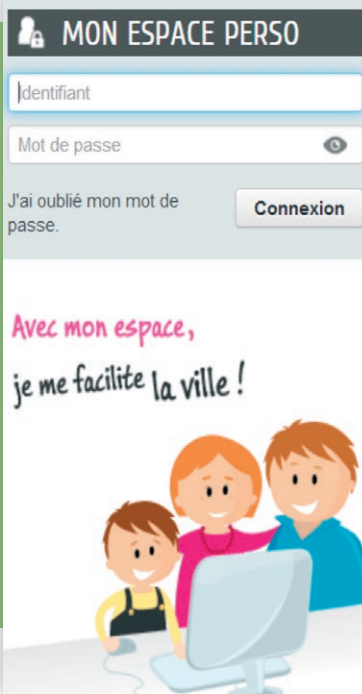 MON ESPACE PERSO
Identifiant
Mot de passe
J'ai oublié mon mot de
passe.
Connexion
Avec mon espace,
je me facilite la ville !